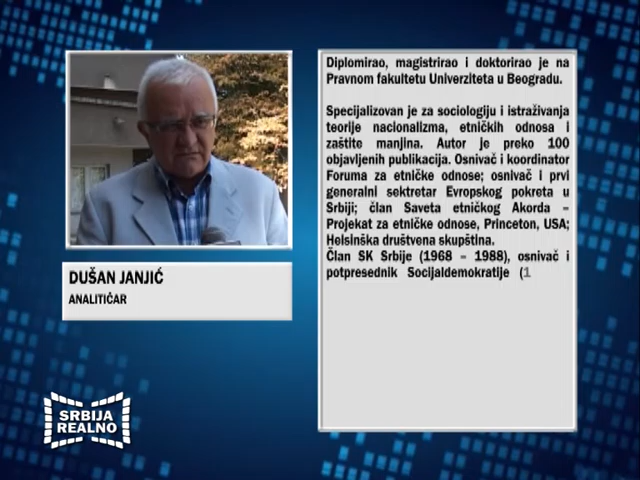 Diplomirao, magistrirao i doktorirao je na
Pravnom fakultetu Univerziteta u Beogradu.
Specijalizovan je za sociologiju i istraživanja
teorije nacionalizma, etničkih odnosa i
zaštite manjina. Autor je preko 100
objavljenih publikacija. Osnivač i koordinator
Foruma za etničke odnose; osnivač i prvi
generalni sekretar Evropskog pokreta u
Srbiji; član Saveta etničkog Akorda –
Projekat za etničke odnose, Princeton, USA;
Helsinška društvena skupština.
Član SK Srbije (1968 – 1988), osnivač i
potpresednik Socijaldemokratije (1
DUŠAN JANJIĆ
ANALITIČAR
SRBIJA
REALNO